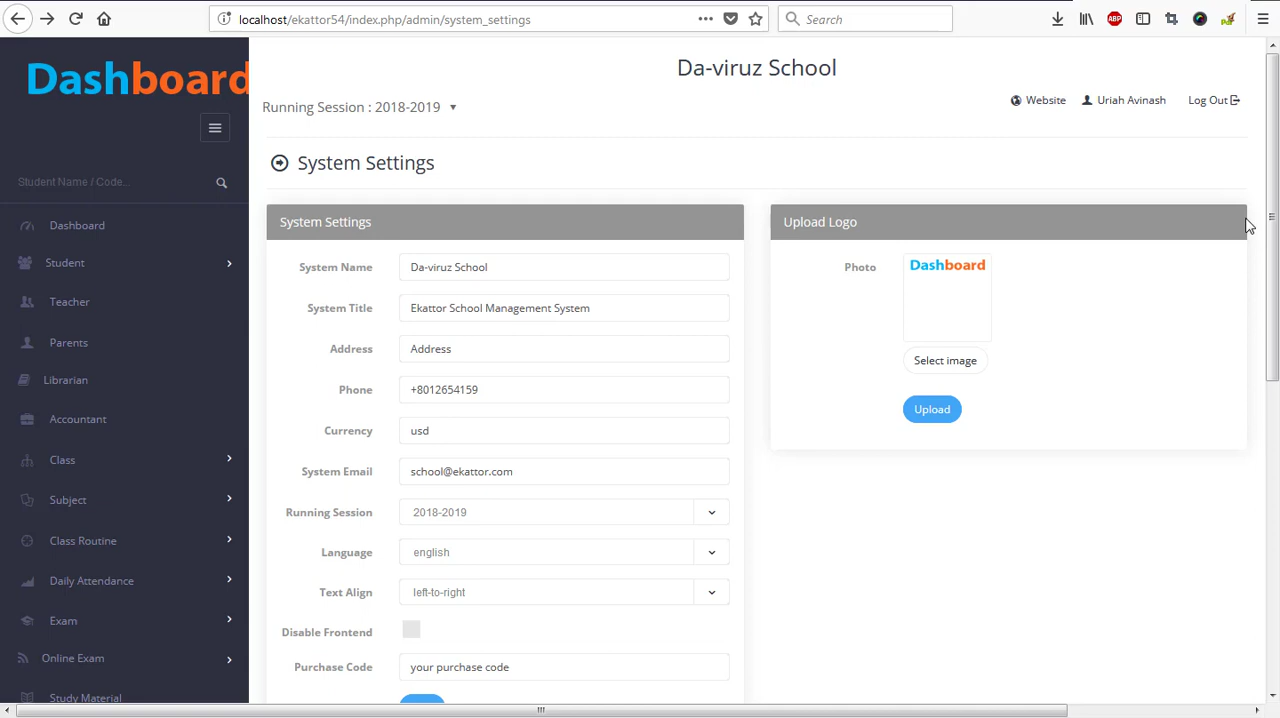 localhost/ekattor54/index.php/admin/system_settings
Search
ABP
Dashboard
Da-viruz School
Running Session : 2018-2019
Website
Uriah Avinash
Log Out
Student Name / Code...
System Settings
Dashboard
Student
Teacher
Parents
Librarian
Accountant
Class
Subject
Class Routine
Daily Attendance
Exam
Online Exam
Study Material
System Settings
System Name
Da-viruz School
System Title
Ekattor School Management System
Address
Address
Phone
+8012654159
Currency
usd
System Email
school@ekattor.com
Running Session
2018-2019
Language
english
Text Align
left-to-right
Disable Frontend
Purchase Code
your purchase code
Upload Logo
Photo
Dashboard
Select image
Upload